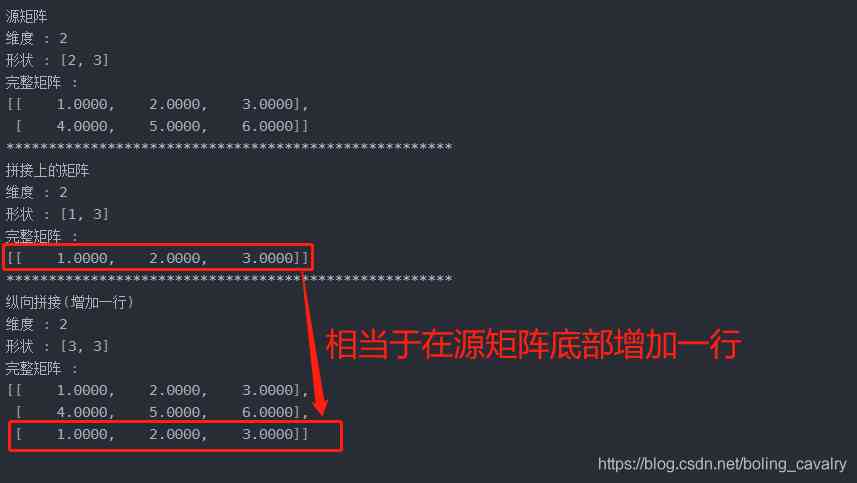 源矩阵
维度 : 2
形状 : [2, 3]
完整矩阵 :
[[    1.0000,    2.0000,    3.0000],
 [    4.0000,    5.0000,    6.0000]]
*****************************************************
拼接上的矩阵
维度 : 2
形状 : [1, 3]
完整矩阵 :
[[    1.0000,    2.0000,    3.0000]]
*****************************************************
纵向拼接(增加一行)
维度 : 2
形状 : [3, 3]
相当于在源矩阵底部增加一行
完整矩阵 :
[[    1.0000,    2.0000,    3.0000],
 [    4.0000,    5.0000,    6.0000],
 [    1.0000,    2.0000,    3.0000]]
https://blog.csdn.net/boling_cavalry